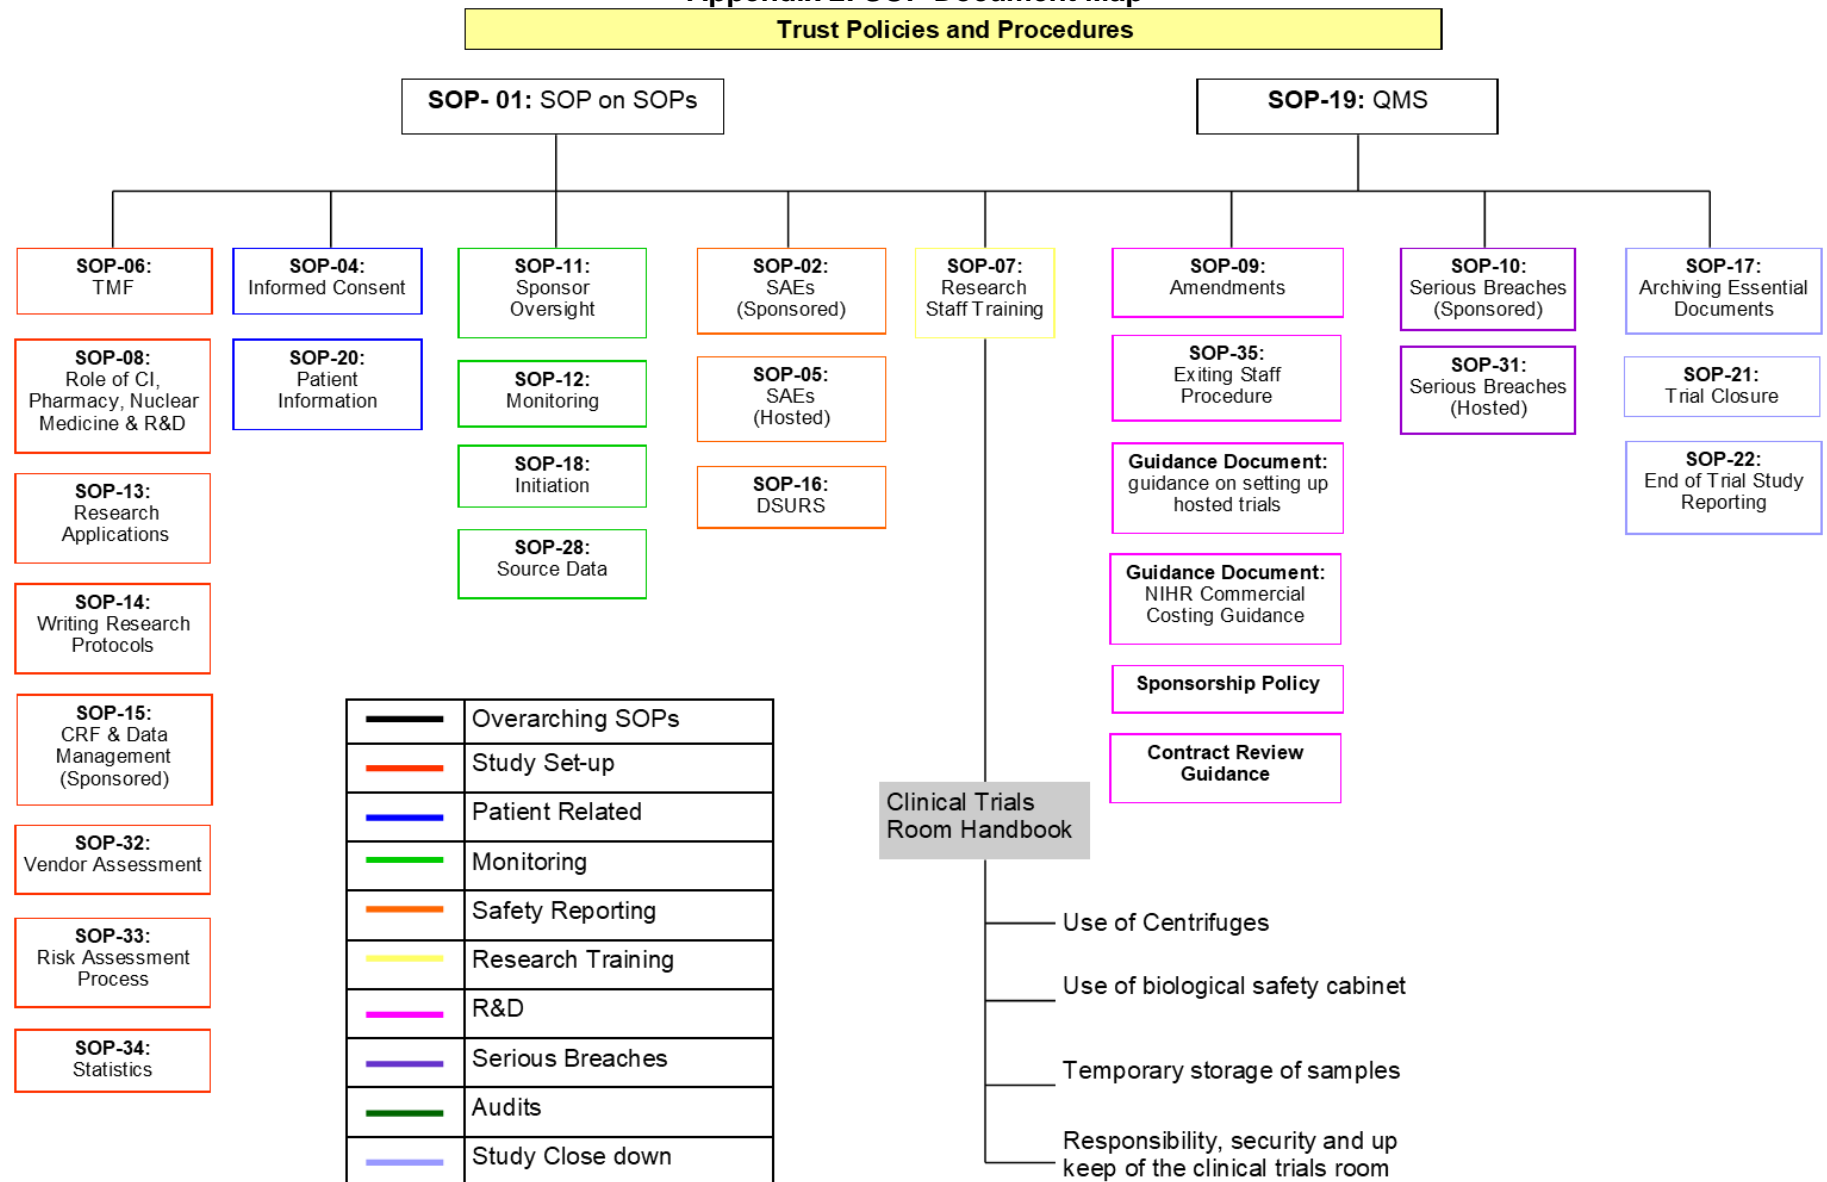 Appendix 2: SOP Document Map
Trust Policies and Procedures
SOP- 01: SOP on SOPs
SOP-19: QMS
SOP-06:
TMF
SOP-08:
Role of CI,
Pharmacy, Nuclear
Medicine & R&D
SOP-13:
Research
Applications
SOP-14:
Writing Research
Protocols
SOP-15:
CRF & Data
Management
(Sponsored)
SOP-32:
Vendor Assessment
SOP-33:
Risk Assessment
Process
SOP-34:
Statistics
SOP-04:
Informed Consent
SOP-20:
Patient
Information
SOP-11:
Sponsor
Oversight
SOP-12:
Monitoring
SOP-18:
Initiation
SOP-28:
Source Data
SOP-02:
SAEs
(Sponsored)
SOP-05:
SAEs
(Hosted)
SOP-16:
DSURS
SOP-07:
Research
Staff Training
Clinical Trials
Room Handbook
Use of Centrifuges
Use of biological safety cabinet
Temporary storage of samples
Responsibility, security and up
keep of the clinical trials room
SOP-09:
Amendments
SOP-35:
Exiting Staff
Procedure
Guidance Document:
guidance on setting up
hosted trials
Guidance Document:
NIHR Commercial
Costing Guidance
Sponsorship Policy
Contract Review
Guidance
SOP-10:
Serious Breaches
(Sponsored)
SOP-31:
Serious Breaches
(Hosted)
SOP-17:
Archiving Essential
Documents
SOP-21:
Trial Closure
SOP-22:
End of Trial Study
Reporting
Overarching SOPs
Study Set-up
Patient Related
Monitoring
Safety Reporting
Research Training
R&D
Serious Breaches
Audits
Study Close down